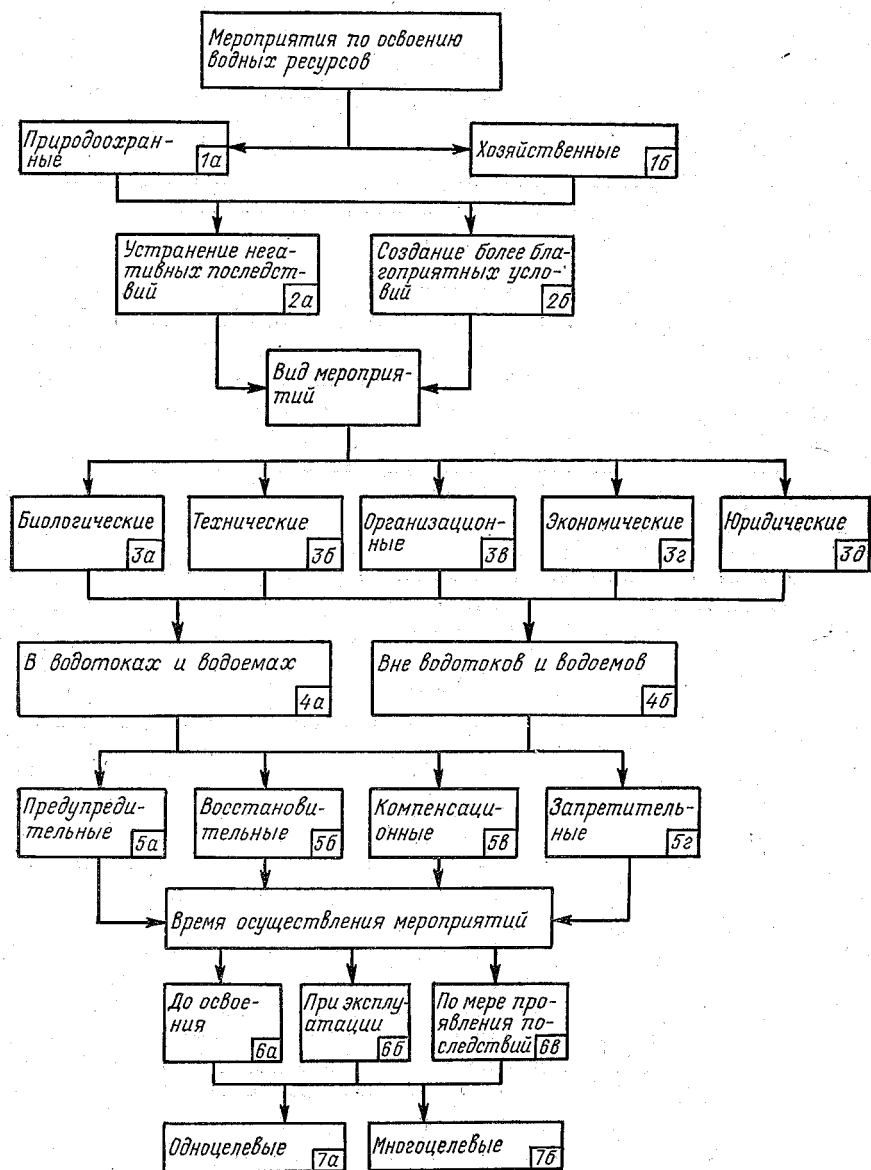 Мероприятия по освоению
водных ресурсов
Природоохран-
ные
1а
Хозяйственные
1б
Устранение нега-
тивных последст-
вий
2а
Создание более бла-
гоприятных усло-
вий
2б
Вид мероприя-
тий
Биологические
3а
Технические
3б
Организацион-
ные
3в
Экономические
3г
Юридические
3д
В водотоках и водоемах
4а
Вне водотоков и водоемов
4б
Предупреди-
тельные
5а
Восстанови-
тельные
5б
Компенсаци-
онные
5в
Запретитель-
ные
5г
Время осуществления мероприятий
До освое-
ния
6а
При эксплу-
атации
6б
По мере про-
явления по-
следствий
6в
Одноцелевые
7а
Многоцелевые
7б